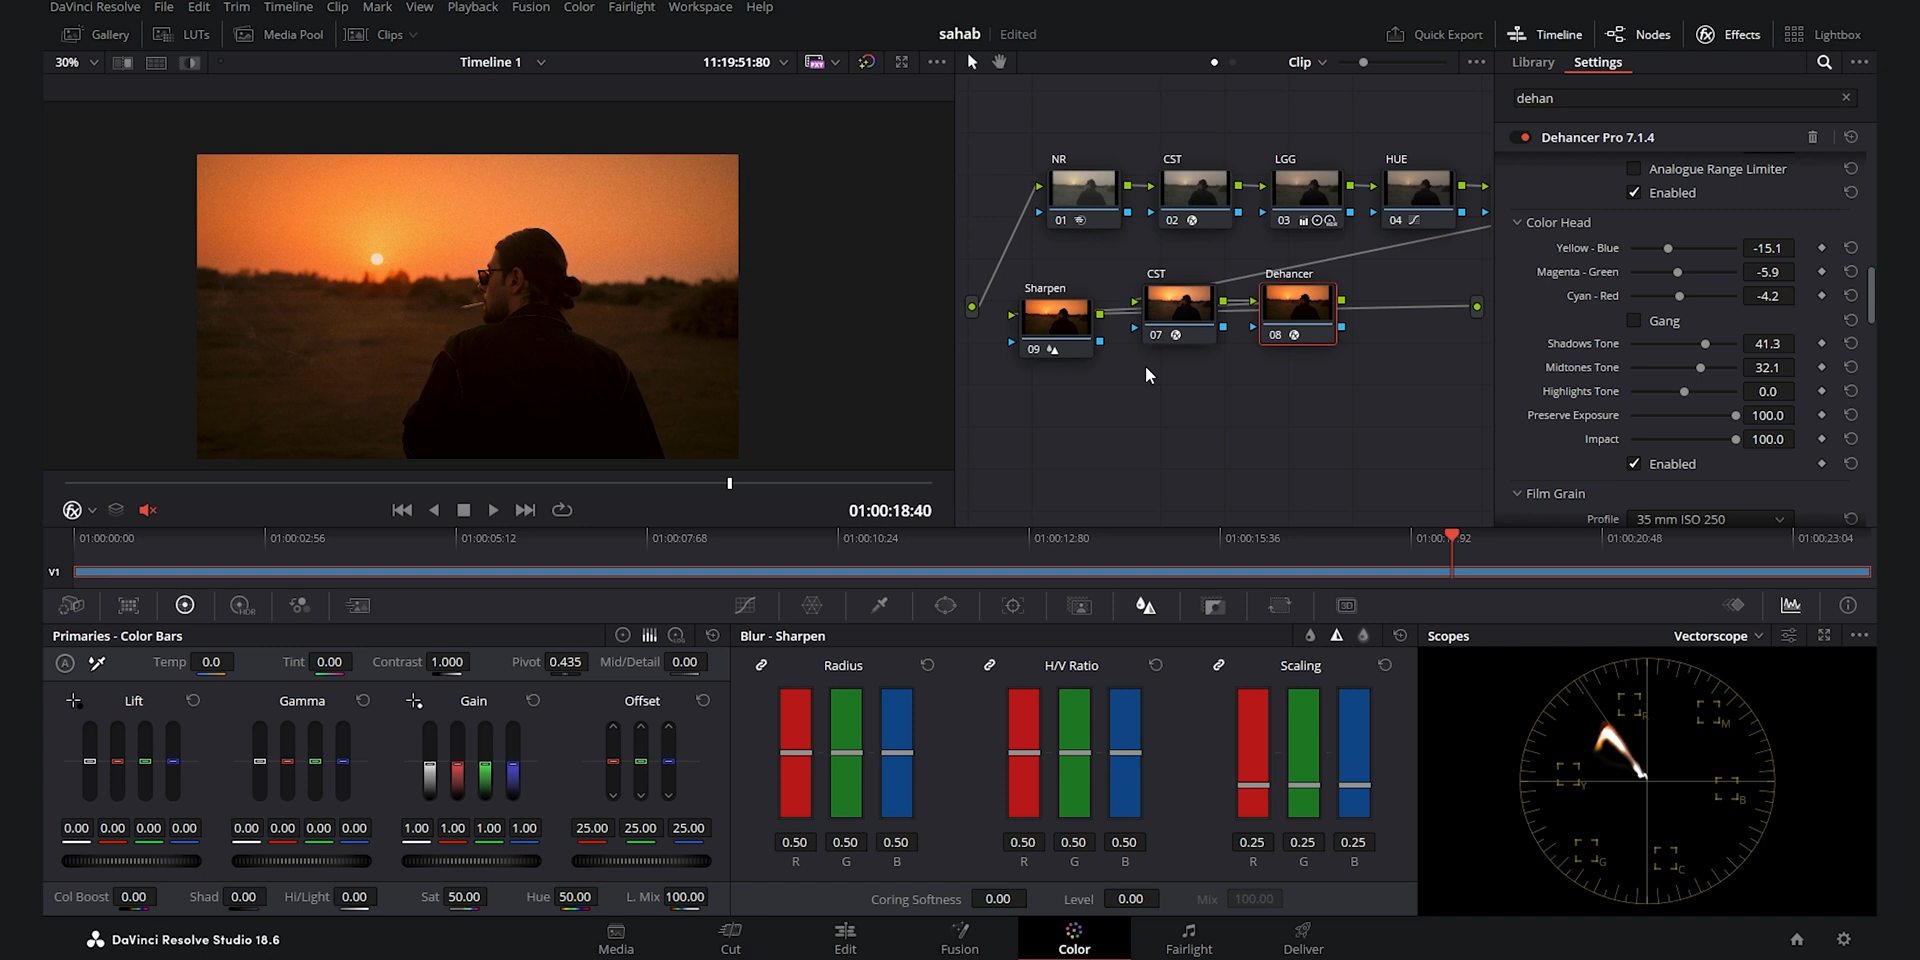 DaVinci Resolve File Edit Trim Timeline Clip Mark View Playback Fusion Color Fairlight Workspace Help
Gallery LUTs Media Pool Clips sahab Edited Quick Export Timeline Nodes Effects Lightbox
30% Timeline 1 11:19:51:80 Clip Library Settings
dehan
Dehancer Pro 7.1.4
Analogue Range Limiter
Enabled
Color Head
Yellow - Blue -15.1
Magenta - Green -5.9
Cyan - Red -4.2
Gang
Shadows Tone 41.3
Midtones Tone 32.1
Highlights Tone 0.0
Preserve Exposure 100.0
Impact 100.0
Enabled
Film Grain
Profile 35 mm ISO 250
NR CST LGG HUE
01 02 03 04
Sharpen CST Dehancer
09 07 08
01:00:18:40
01:00:00:00 01:00:02:56 01:00:05:12 01:00:07:68 01:00:10:24 01:00:12:80 01:00:15:36 01:00:17:92 01:00:20:48 01:00:23:04
V1
HDR 3D
Primaries - Color Bars Blur - Sharpen Scopes Vectorscope
Temp 0.0 Tint 0.00 Contrast 1.000 Pivot 0.435 Mid/Detail 0.00
Lift Gamma Gain Offset
0.00 0.00 0.00 0.00 0.00 0.00 0.00 0.00 1.00 1.00 1.00 1.00 25.00 25.00 25.00
Col Boost 0.00 Shad 0.00 Hi/Light 0.00 Sat 50.00 Hue 50.00 L. Mix 100.00
Radius H/V Ratio Scaling
0.50 0.50 0.50 0.50 0.50 0.50 0.25 0.25 0.25
R G B R G B R G B
Coring Softness 0.00 Level 0.00 Mix 100.00
R M
Y B
G C
DaVinci Resolve Studio 18.6
Media Cut Edit Fusion Color Fairlight Deliver